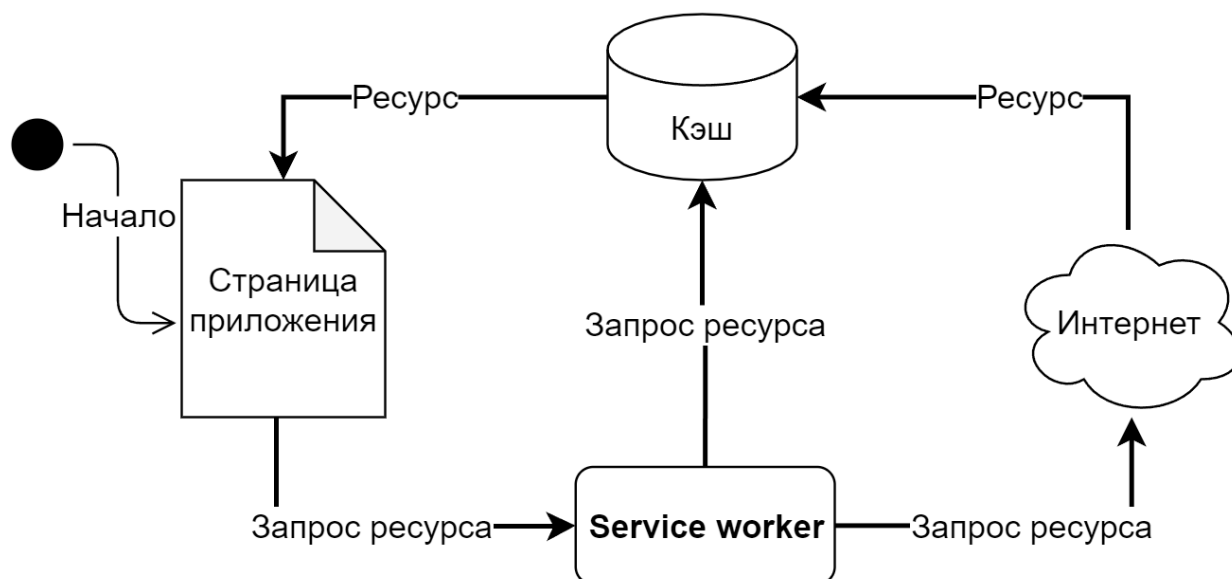 Ресурс
Ресурс
Кэш
Начало
Страница
приложения
Запрос ресурса
Интернет
Запрос ресурса
Service worker
Запрос ресурса